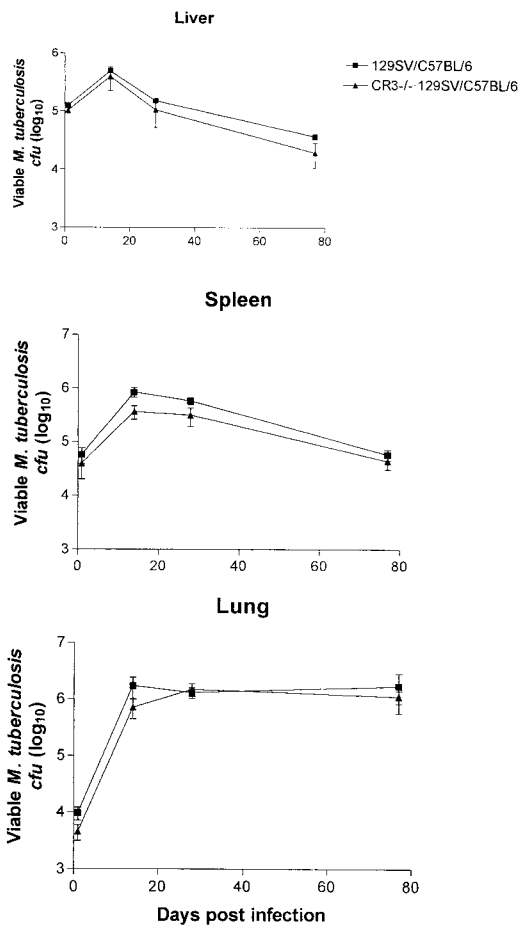 Liver
129SV/C57BL/6
CR3-/- 129SV/C57BL/6
Viable M. tuberculosis
cfu (log10)
6
5
4
3
0 20 40 60 80
Spleen
Viable M. tuberculosis
cfu (log10)
7
6
5
4
3
0 20 40 60 80
Lung
Viable M. tuberculosis
cfu (log10)
7
6
5
4
3
0 20 40 60 80
Days post infection